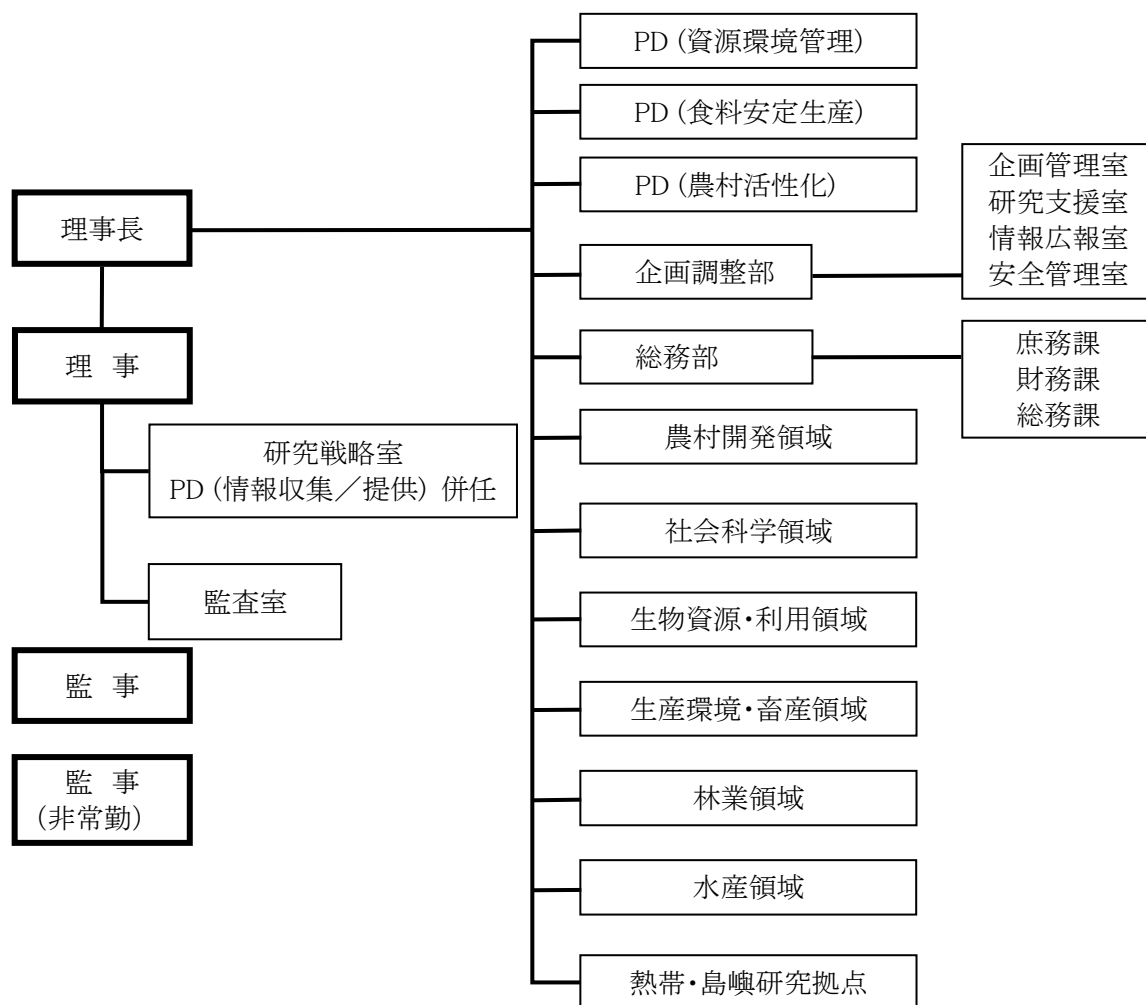 理事長
理 事
研究戦略室
PD（情報収集／提供）併任
監査室
監 事
監 事
（非常勤）
PD（資源環境管理）
PD（食料安定生産）
PD（農村活性化）
企画調整部
企画管理室
研究支援室
情報広報室
安全管理室
総務部
庶務課
財務課
総務課
農村開発領域
社会科学領域
生物資源・利用領域
生産環境・畜産領域
林業領域
水産領域
熱帯・島嶼研究拠点